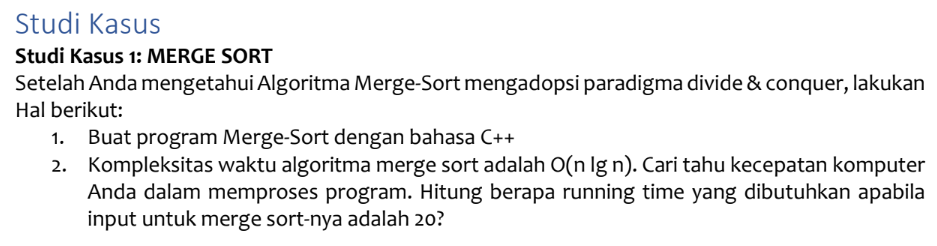 Studi Kasus
Studi Kasus 1: MERGE SORT
Setelah Anda mengetahui Algoritma Merge-Sort mengadopsi paradigma divide & conquer, lakukan
Hal berikut:
1. Buat program Merge-Sort dengan bahasa C++
2. Kompleksitas waktu algoritma merge sort adalah O(n lg n). Cari tahu kecepatan komputer
Anda dalam memproses program. Hitung berapa running time yang dibutuhkan apabila
input untuk merge sort-nya adalah 20?